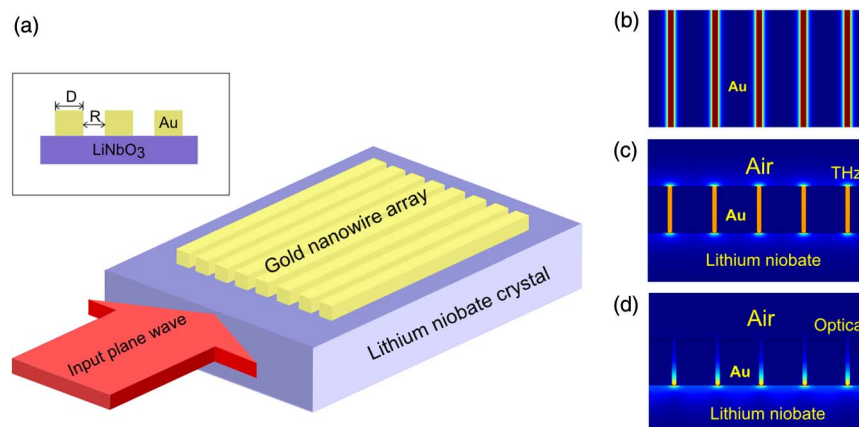 (a)
D
R
Au
LiNbO3
Gold nanowire array
Input plane wave
Lithium niobate crystal
(b)
Au
(c)
Air
THz
Au
Lithium niobate
(d)
Air
Optical
Au
Lithium niobate